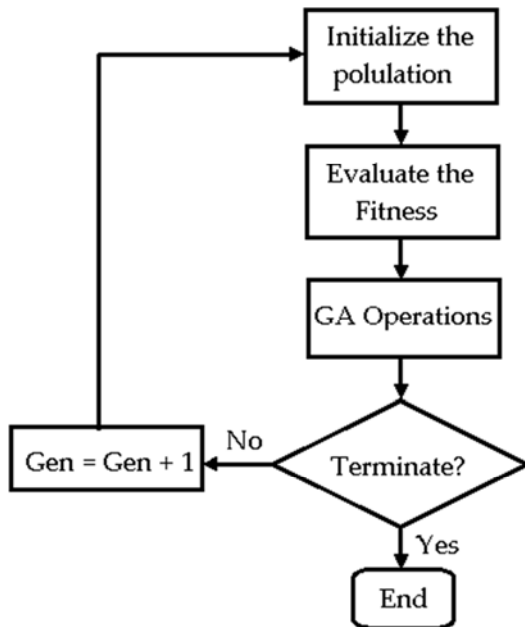 Initialize the
polulation
Evaluate the
Fitness
GA Operations
Terminate?
No
Gen = Gen + 1
Yes
End